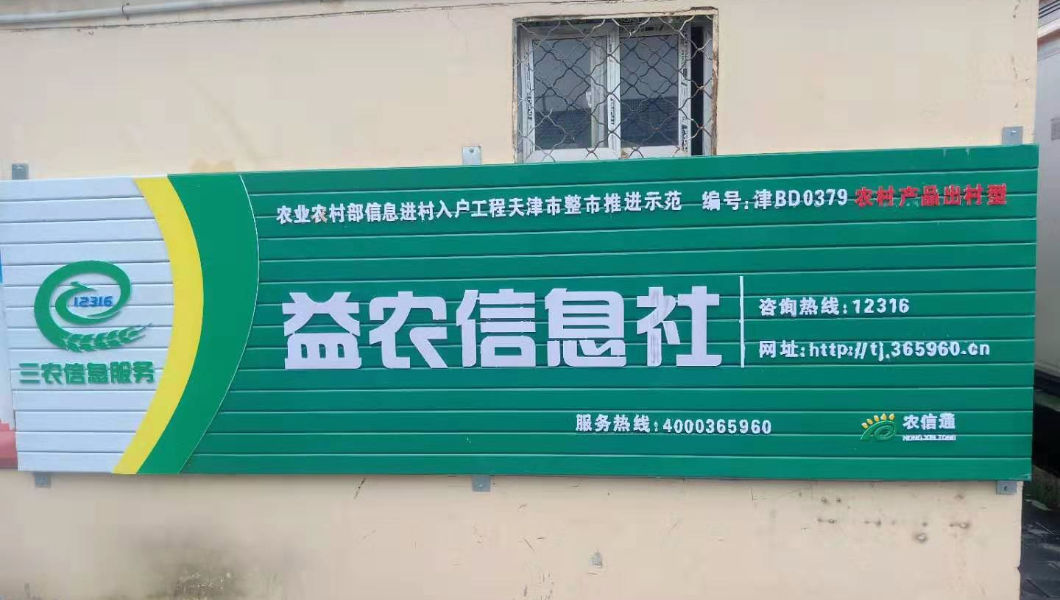 农业农村部信息进村入户工程天津市整市推进示范 编号:津BD0379 农村产品出村型
12316
三农信息服务
益农信息社
咨询热线:12316
网址:http://tj.365960.cn
服务热线:4000365960
农信通
NONGXINTONG